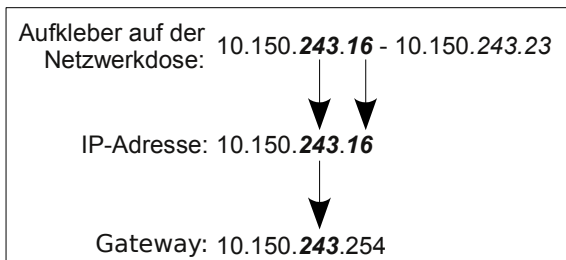 Aufkleber auf der
Netzwerkdose: 10.150.243.16 - 10.150.243.23
IP-Adresse: 10.150.243.16
Gateway: 10.150.243.254